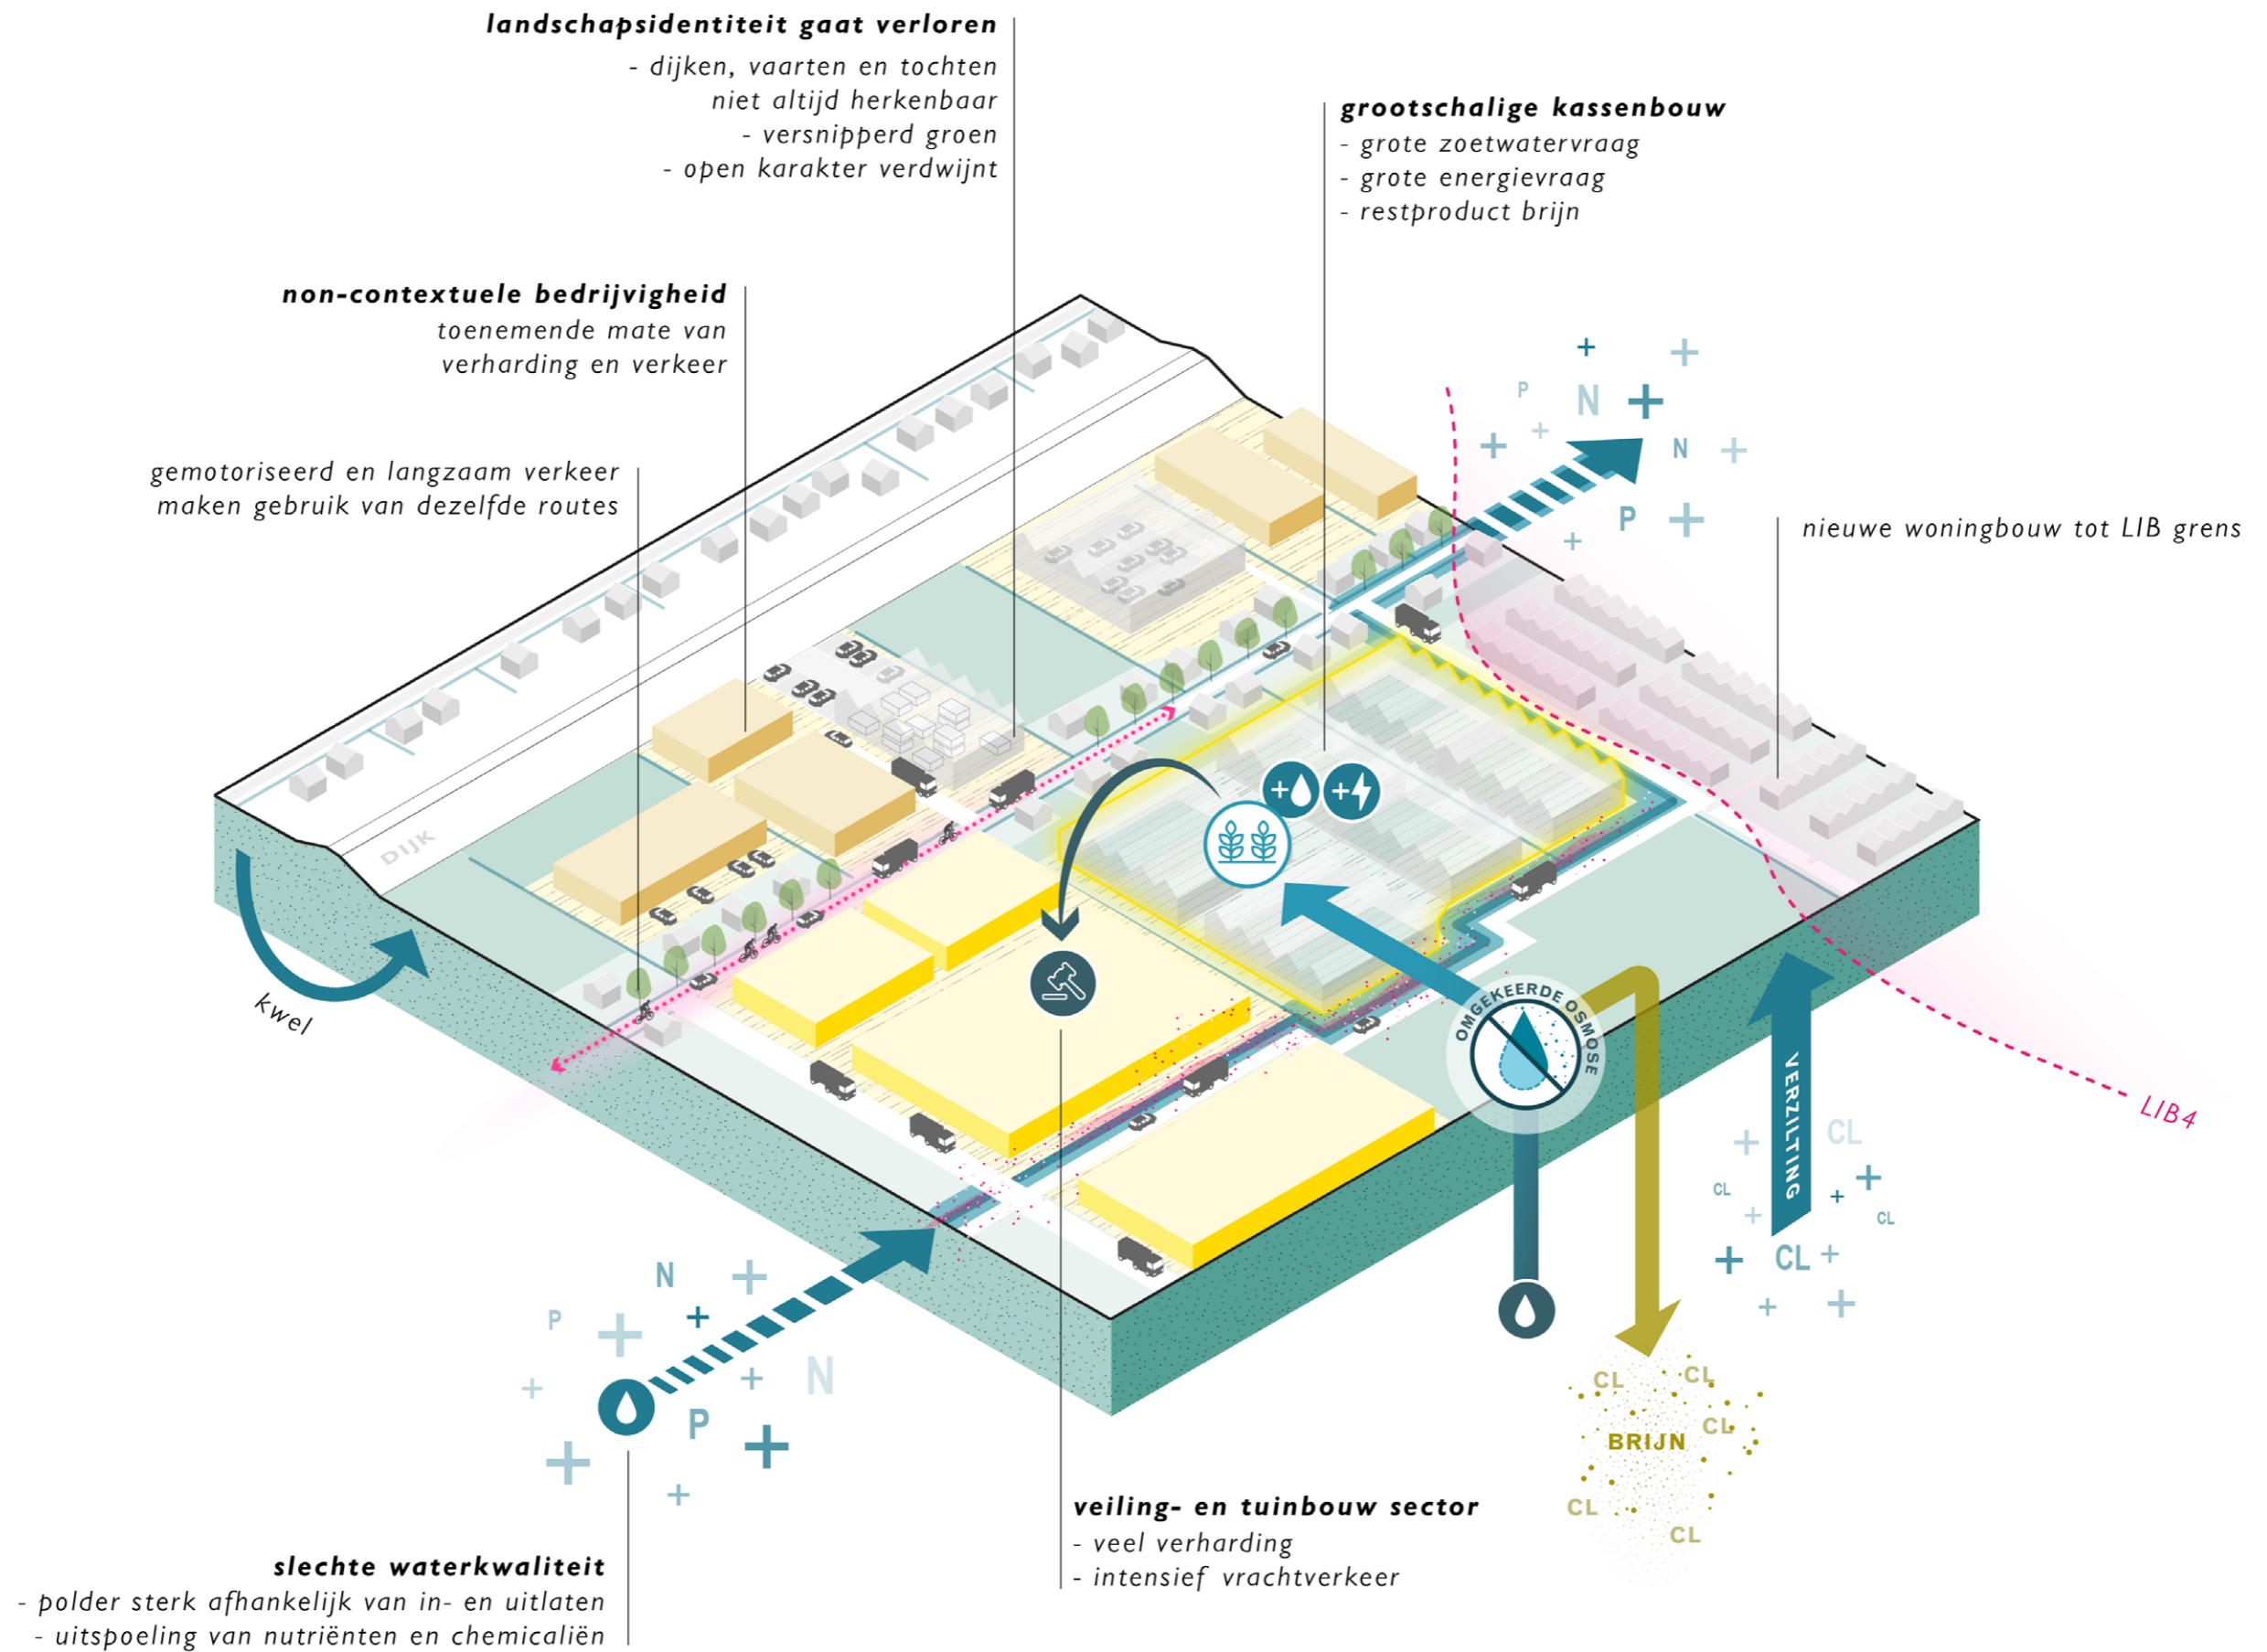 landschapsidentiteit gaat verloren
- dijken, vaarten en tochten
niet altijd herkenbaar
- versnipperd groen
- open karakter verdwijnt
grootschalige kassenbouw
- grote zoetwatervraag
- grote energievraag
- restproduct brijn
non-contextuele bedrijvigheid
toenemende mate van
verharding en verkeer
gemotoriseerd en langzaam verkeer
maken gebruik van dezelfde routes
nieuwe woningbouw tot LIB grens
+ +
P N +
+ +
N +
P +
+
DIJK
kwel
+
+
OMGEKEERDE OSMOSE
VERZILTING
LIB4
+ CL
CL +
+ +
CL
+ CL +
+ +
N +
P + +
+ + N
P +
+ +
CL CL
CL
BRIJN
CL
CL
veiling- en tuinbouw sector
- veel verharding
- intensief vrachtverkeer
slechte waterkwaliteit
- polder sterk afhankelijk van in- en uitlaten
- uitspoeling van nutriënten en chemicaliën